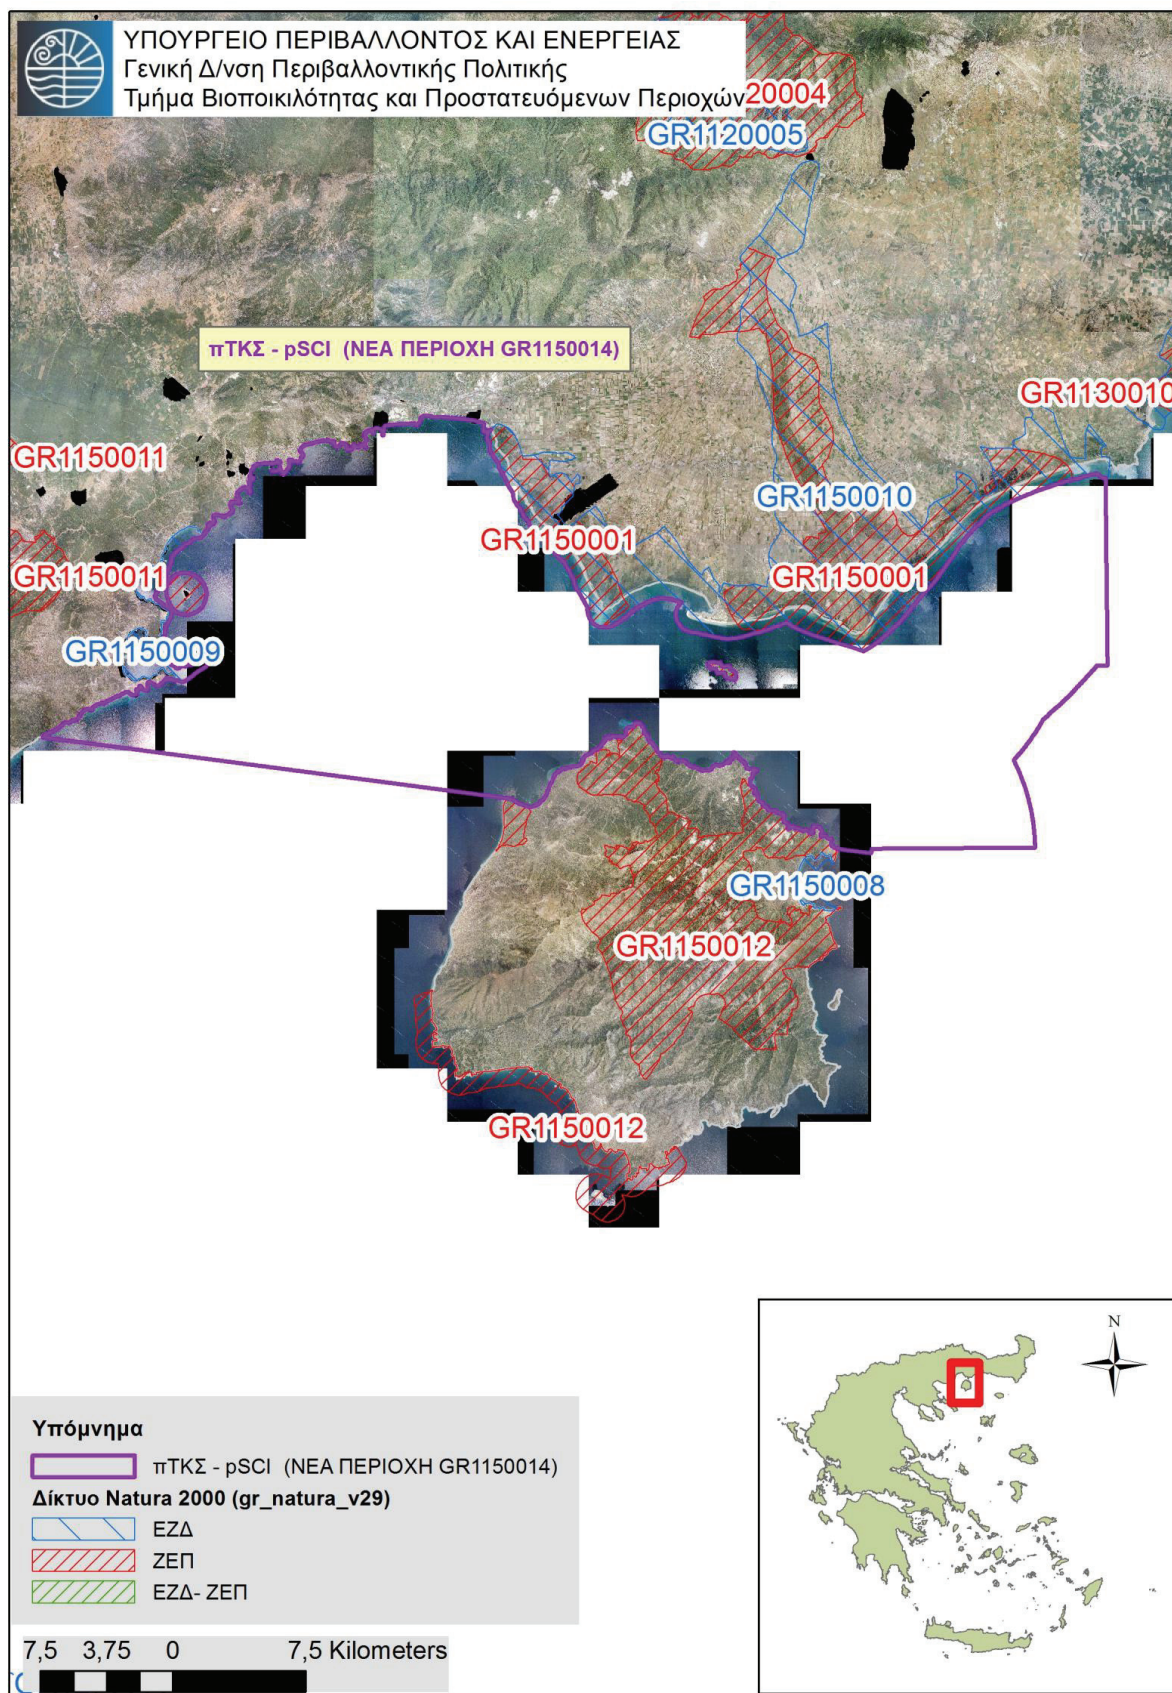 ΥΠΟΥΡΓΕΙΟ ΠΕΡΙΒΑΛΛΟΝΤΟΣ ΚΑΙ ΕΝΕΡΓΕΙΑΣ
Γενική Δ/νση Περιβαλλοντικής Πολιτικής
Τμήμα Βιοποικιλότητας και Προστατευόμενων Περιοχών
20004
GR1120005
πΤΚΣ - pSCI (ΝΕΑ ΠΕΡΙΟΧΗ GR1150014)
GR1130010
GR1150011
GR1150010
GR1150001
GR1150011
GR1150001
GR1150009
GR1150008
GR1150012
GR1150012
N
Υπόμνημα
πΤΚΣ - pSCI (ΝΕΑ ΠΕΡΙΟΧΗ GR1150014)
Δίκτυο Natura 2000 (gr_natura_v29)
ΕΖΔ
ΖΕΠ
ΕΖΔ- ΖΕΠ
7,5 3,75 0 7,5 Kilometers